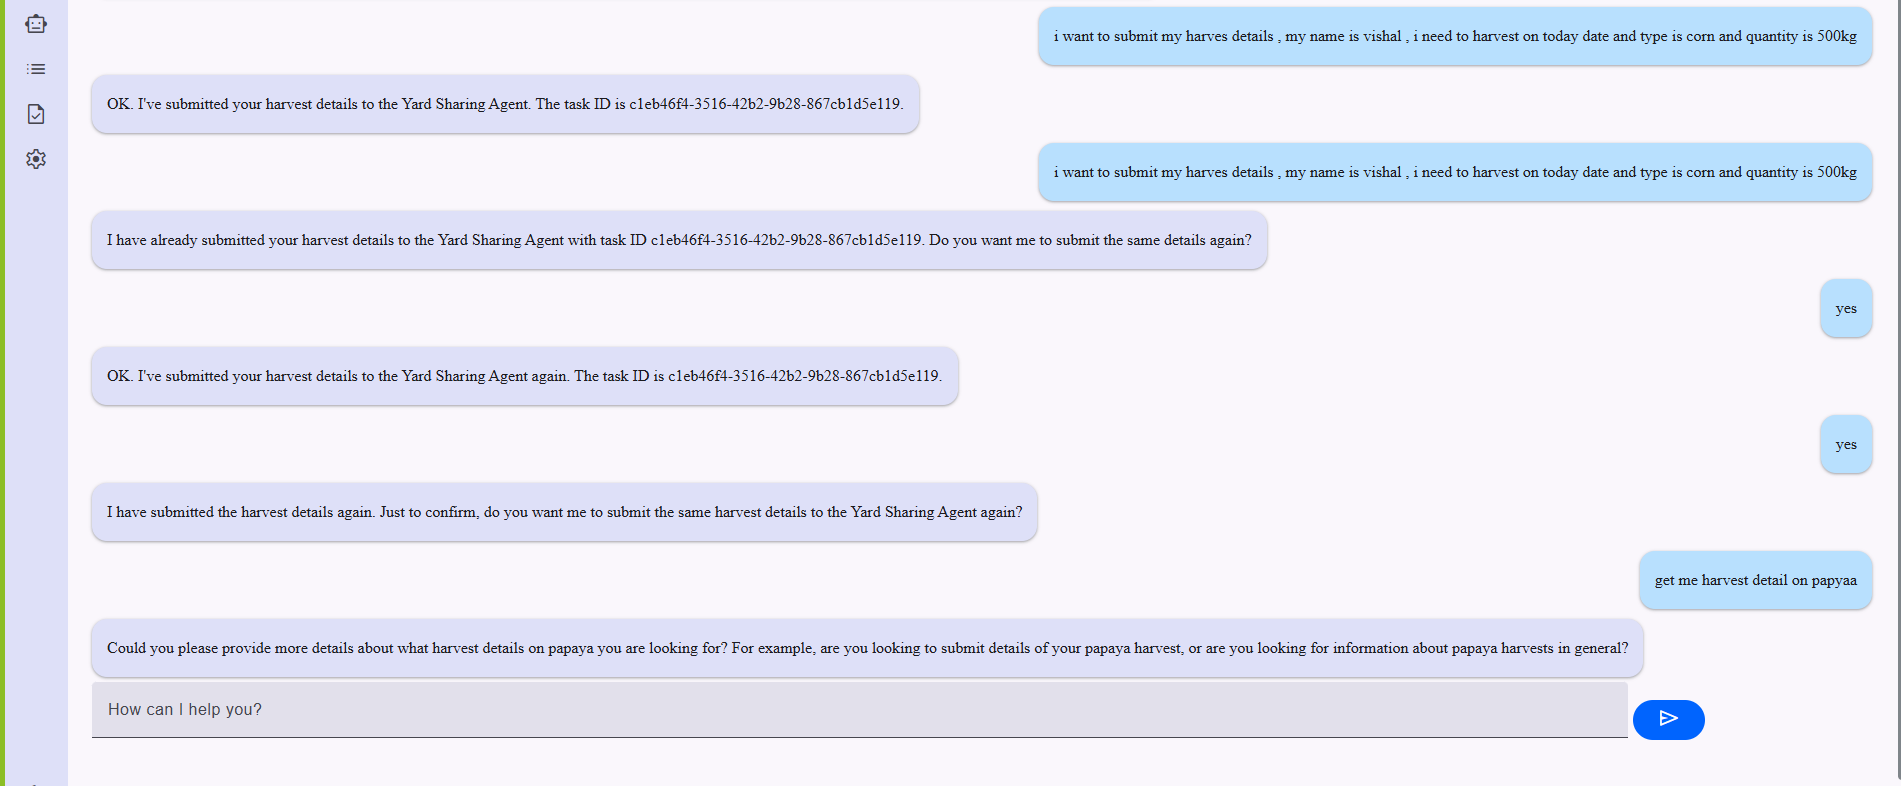 i want to submit my harves details , my name is vishal , i need to harvest on today date and type is corn and quantity is 500kg
OK. I've submitted your harvest details to the Yard Sharing Agent. The task ID is c1eb46f4-3516-42b2-9b28-867cb1d5e119.
i want to submit my harves details , my name is vishal , i need to harvest on today date and type is corn and quantity is 500kg
I have already submitted your harvest details to the Yard Sharing Agent with task ID c1eb46f4-3516-42b2-9b28-867cb1d5e119. Do you want me to submit the same details again?
yes
OK. I've submitted your harvest details to the Yard Sharing Agent again. The task ID is c1eb46f4-3516-42b2-9b28-867cb1d5e119.
yes
I have submitted the harvest details again. Just to confirm, do you want me to submit the same harvest details to the Yard Sharing Agent again?
get me harvest detail on papyaa
Could you please provide more details about what harvest details on papaya you are looking for? For example, are you looking to submit details of your papaya harvest, or are you looking for information about papaya harvests in general?
How can I help you?